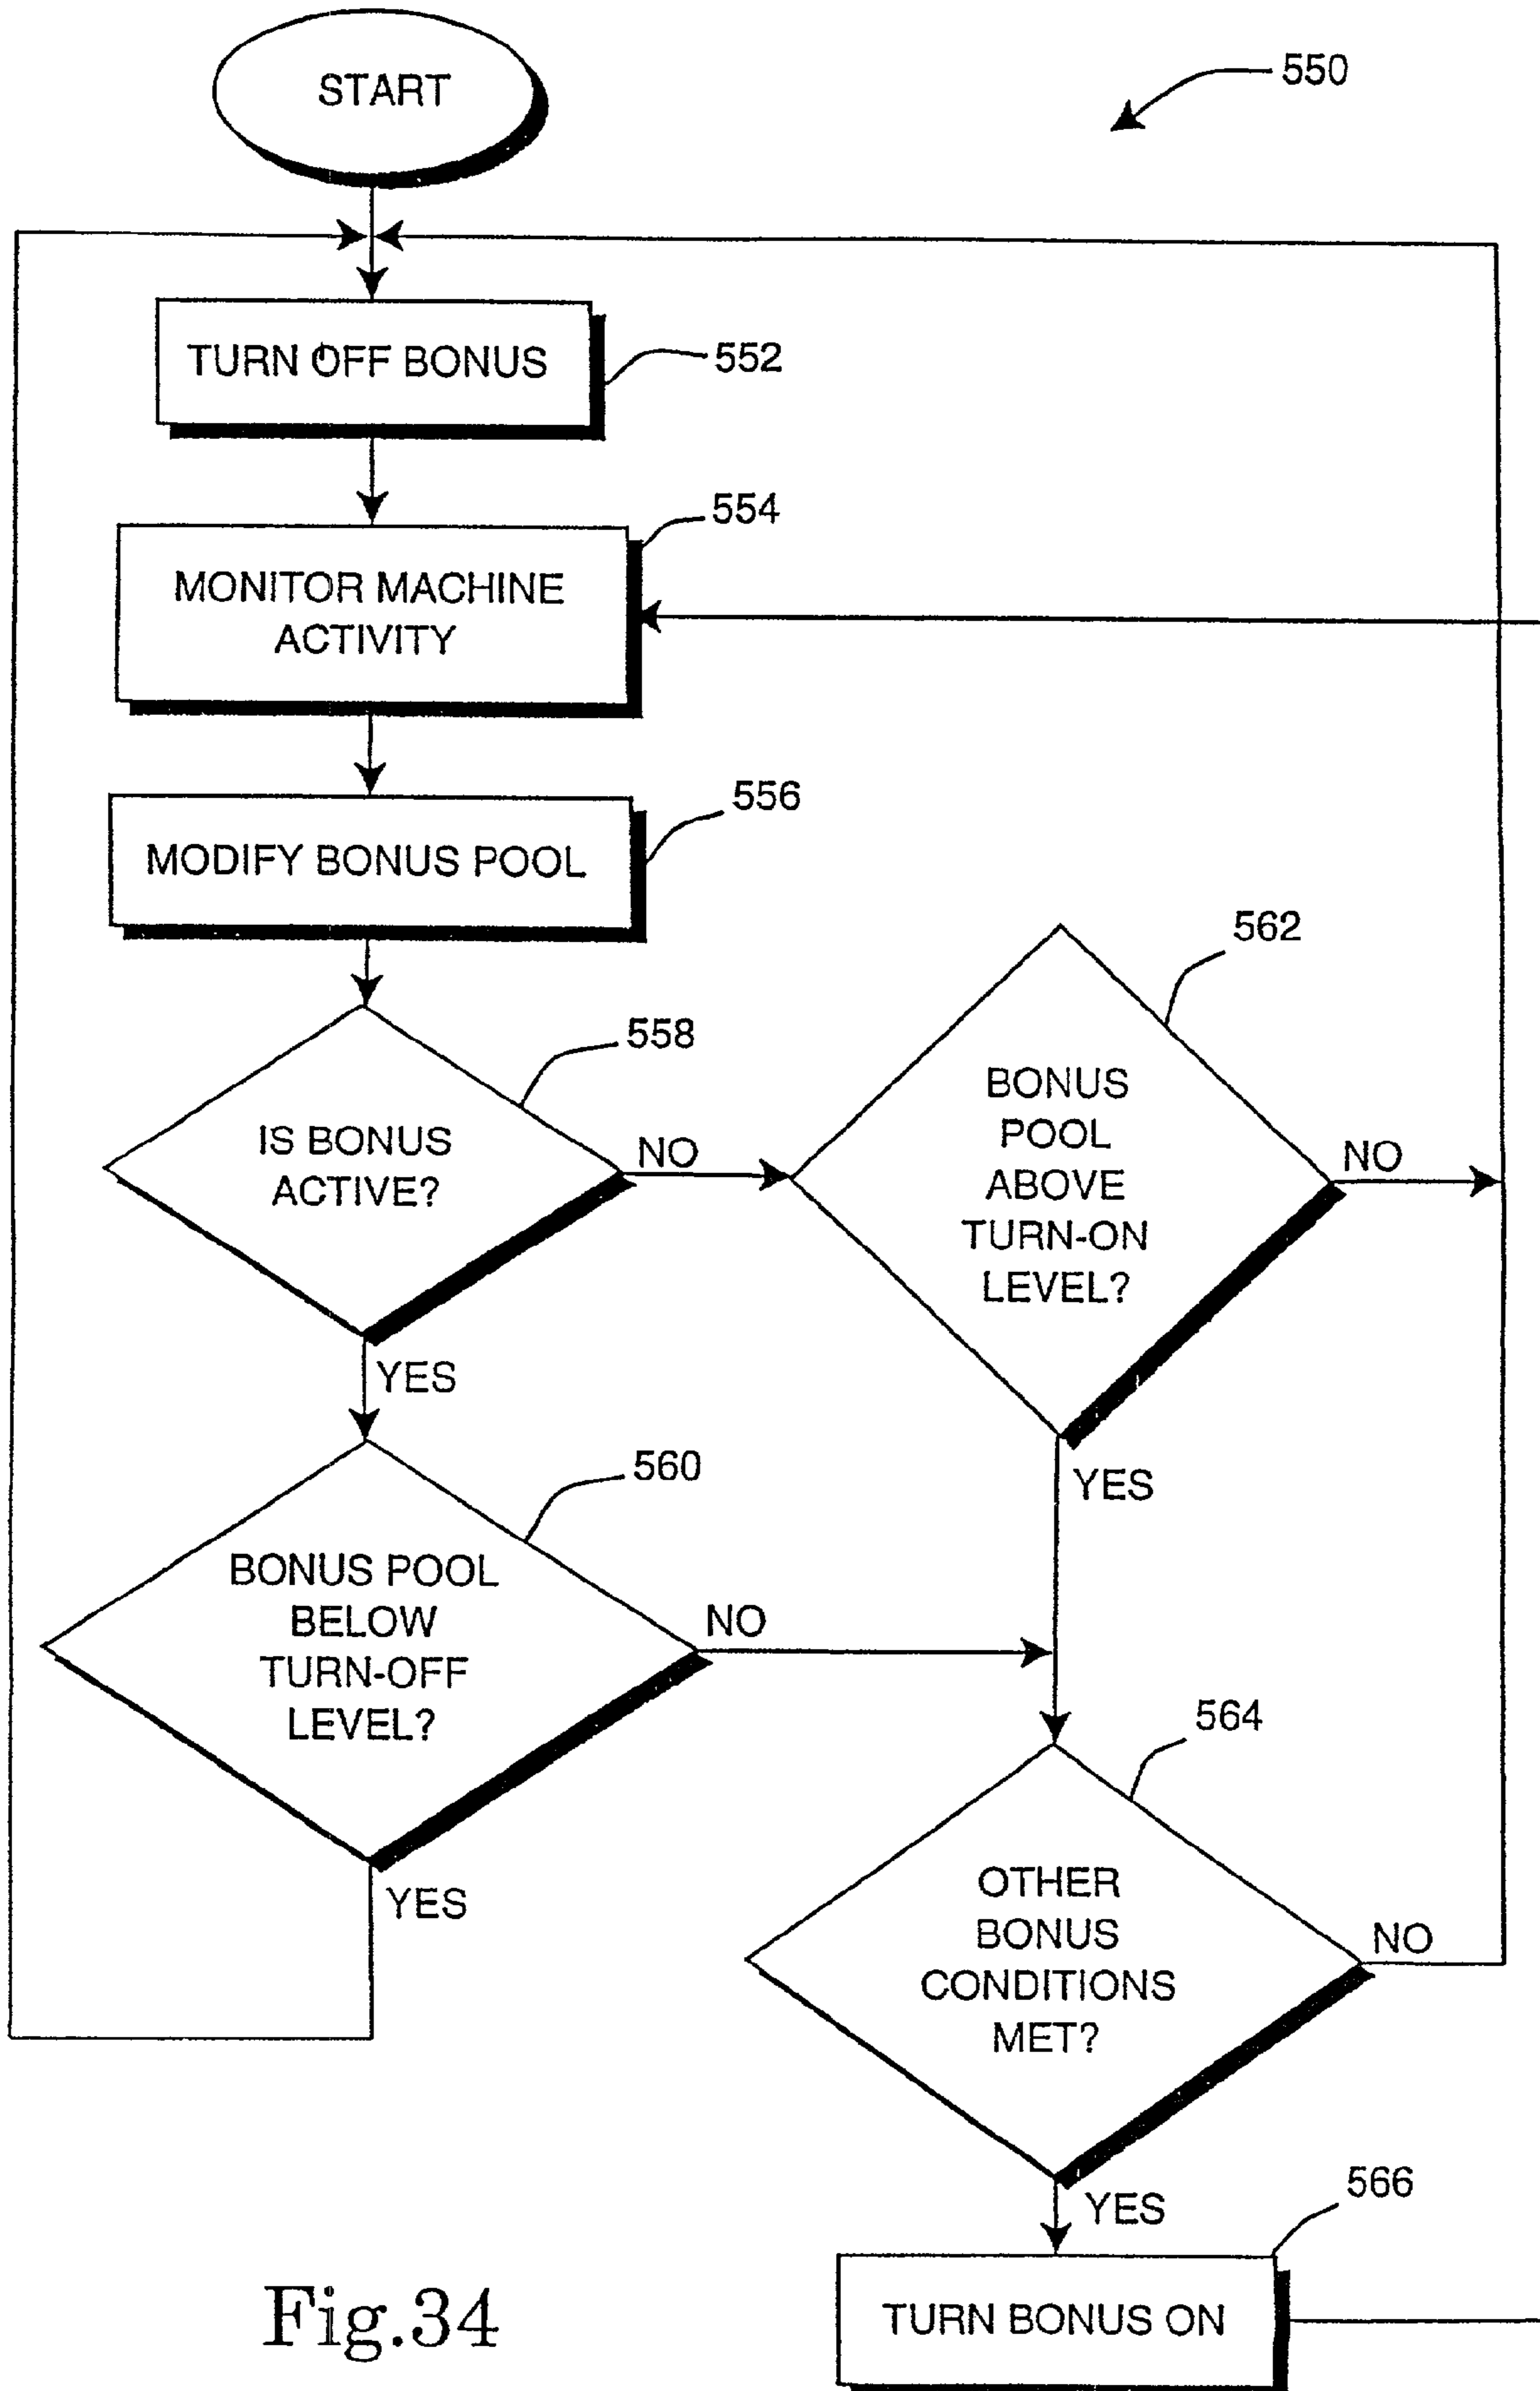 START
550
TURN OFF BONUS
552
554
MONITOR MACHINE
ACTIVITY
556
MODIFY BONUS POOL
562
558
IS BONUS
ACTIVE?
NO
BONUS
POOL
ABOVE
TURN-ON
LEVEL?
NO
YES
560
YES
BONUS POOL
BELOW
TURN-OFF
LEVEL?
NO
564
YES
OTHER
BONUS
CONDITIONS
MET?
NO
YES
566
TURN BONUS ON
Fig.34